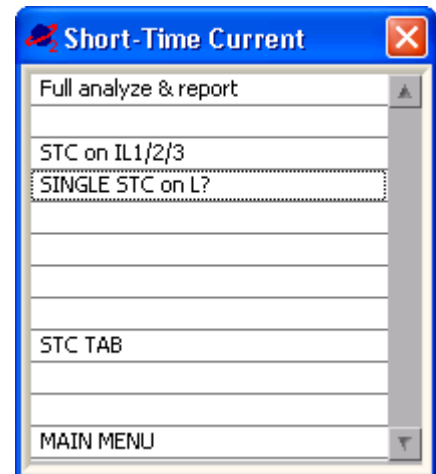 Short-Time Current
Full analyze & report
STC on IL1/2/3
SINGLE STC on L?
STC TAB
MAIN MENU